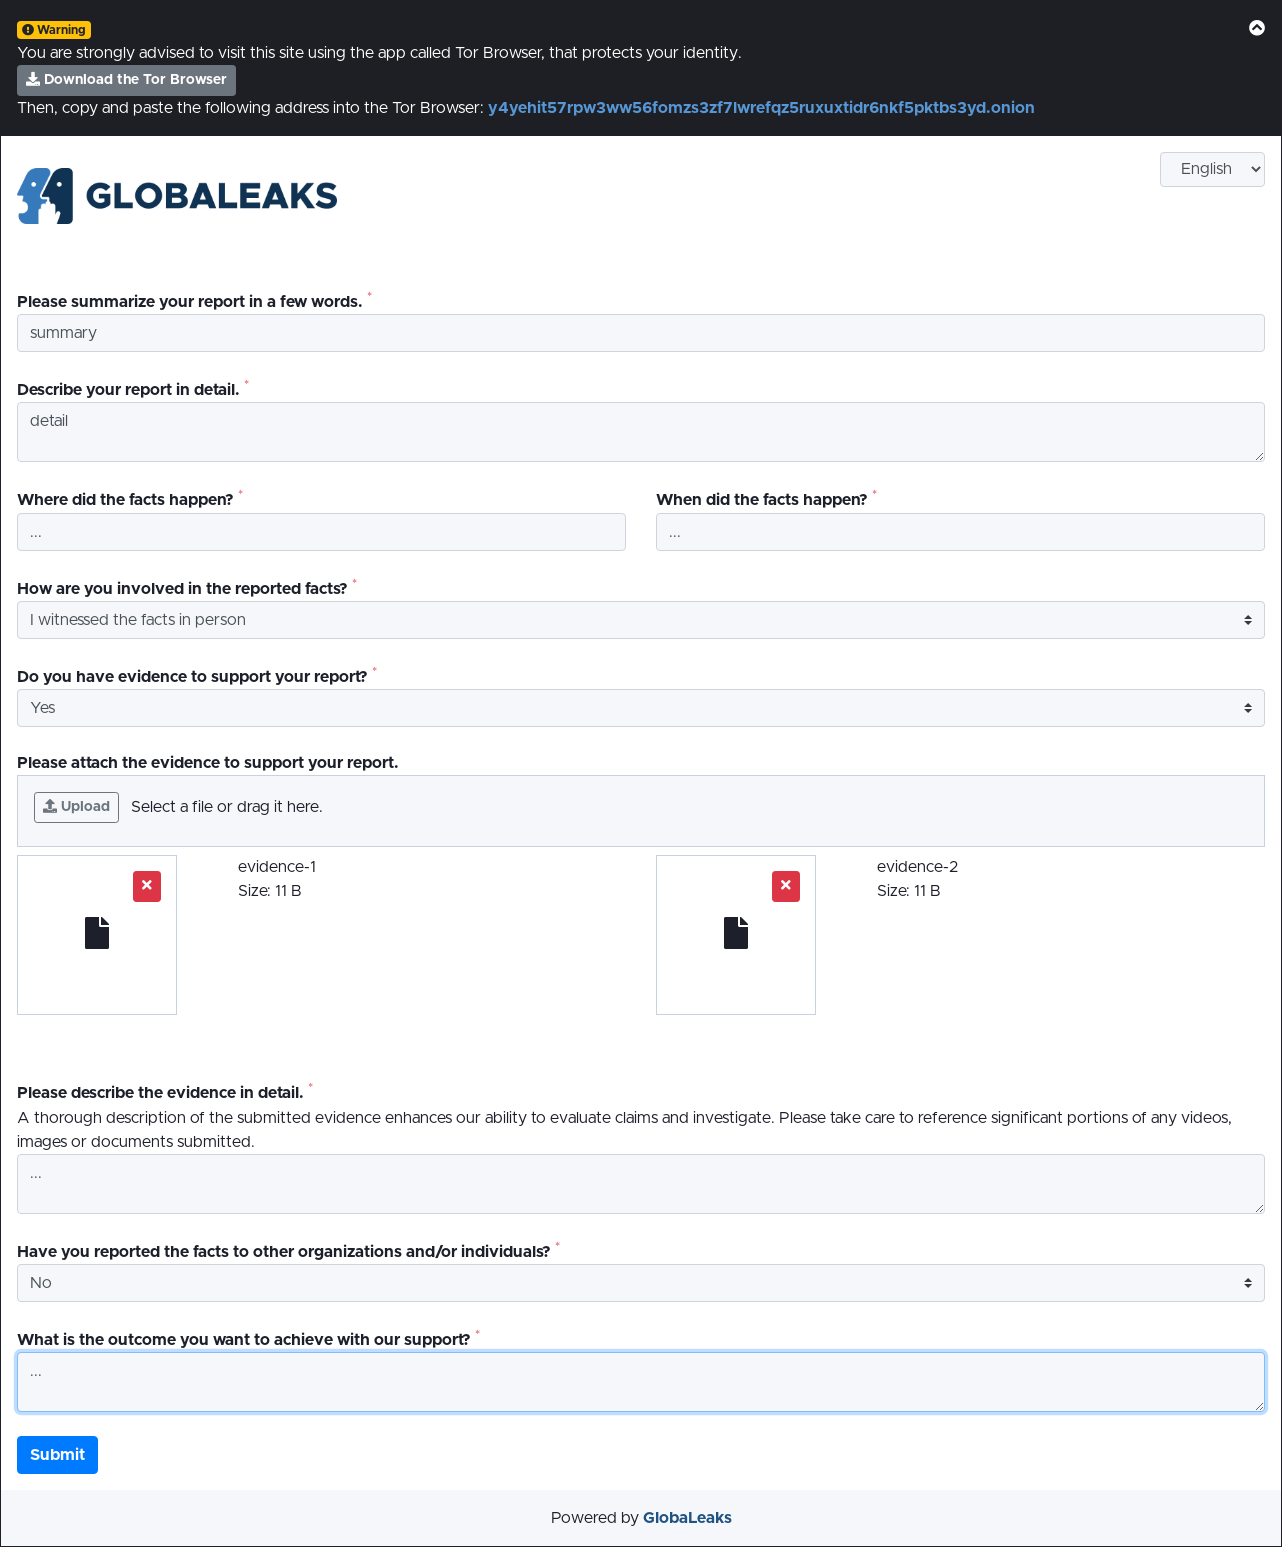 Warning
You are strongly advised to visit this site using the app called Tor Browser, that protects your identity.
Download the Tor Browser
Then, copy and paste the following address into the Tor Browser: y4yehit57rpw3ww56fomzs3zf7lwrefqz5ruxuxtidr6nkf5pktbs3yd.onion
GLOBALEAKS
English
Please summarize your report in a few words. *
summary
Describe your report in detail. *
detail
Where did the facts happen? *
...
When did the facts happen? *
...
How are you involved in the reported facts? *
I witnessed the facts in person
Do you have evidence to support your report? *
Yes
Please attach the evidence to support your report.
Upload Select a file or drag it here.
evidence-1
Size: 11 B
evidence-2
Size: 11 B
Please describe the evidence in detail. *
A thorough description of the submitted evidence enhances our ability to evaluate claims and investigate. Please take care to reference significant portions of any videos,
images or documents submitted.
...
Have you reported the facts to other organizations and/or individuals? *
No
What is the outcome you want to achieve with our support? *
...
Submit
Powered by GlobaLeaks